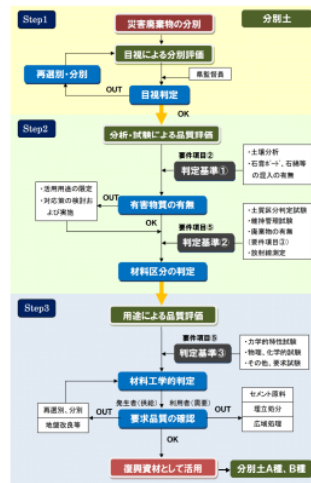 Step1
災害廃棄物の分別
分別土
目視による分別評価
再選別・分別
県監督員
OUT
目視判定
OK
Step2
分析・試験による品質評価
要件項目②
判定基準①
・土壌分析
・石膏ボード、石綿等
の混入の有無
・活用用途の限定
・対応策の検討お
よび実施
OUT
有害物質の有無
OK
要件項目⑤
判定基準②
・土質区分判定試験
・維持管理試験
・廃棄物の有無
(要件項目③)
・放射線測定
材料区分の判定
Step3
用途による品質評価
要件項目⑤
判定基準③
・力学的特性試験
・物理、化学的試験
・その他、要求試験
材料工学的判定
発生者(供給)
利用者(需要)
再選別、分別
地盤改良等
OUT
要求品質の確認
OUT
セメント原料
埋立処分
広域処理
OK
復興資材として活用
分別土A種、B種